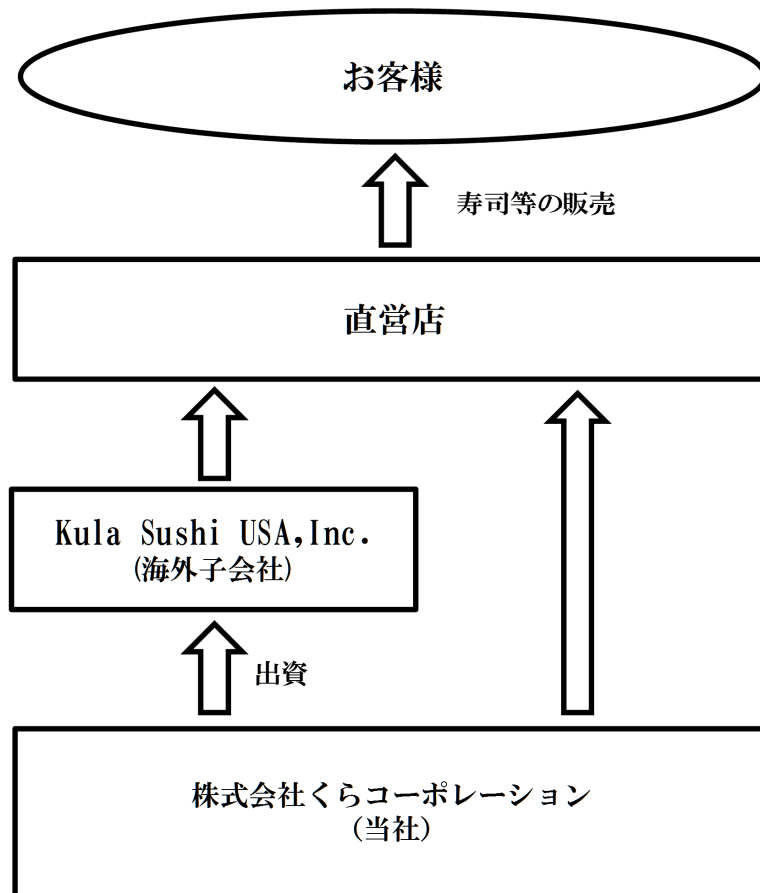 お客様
寿司等の販売
直営店
Kula Sushi USA,Inc.
(海外子会社)
出資
株式会社くらコーポレーション
(当社)